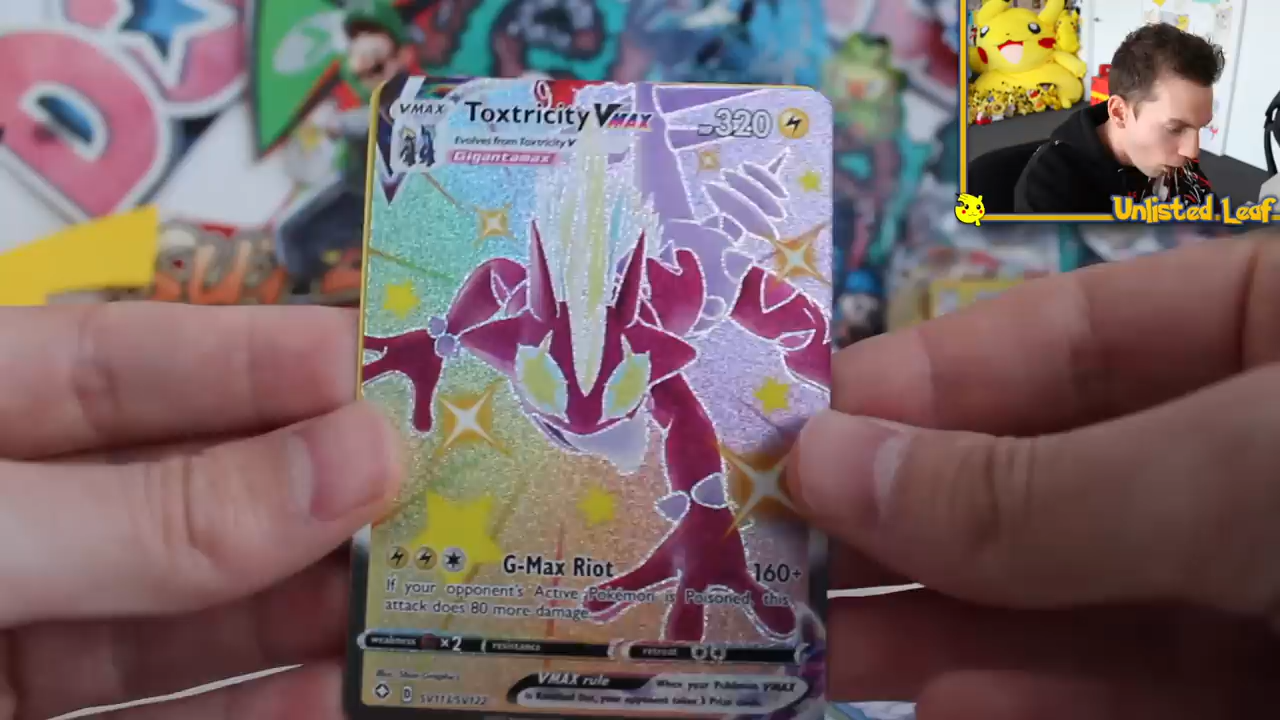 VMAX
Toxtricity VMAX
320
Evolves from Toxtricity V
Gigantamax
Unlisted Leaf
G-Max Riot
160+
If your opponent's Active Pokémon is Poisoned, this
attack does 80 more damage.
weakness ×2 resistance retreat
VMAX rule
When your Pokémon VMAX
is Knocked Out, your opponent takes 3 Prize cards.
D SV113/SV122